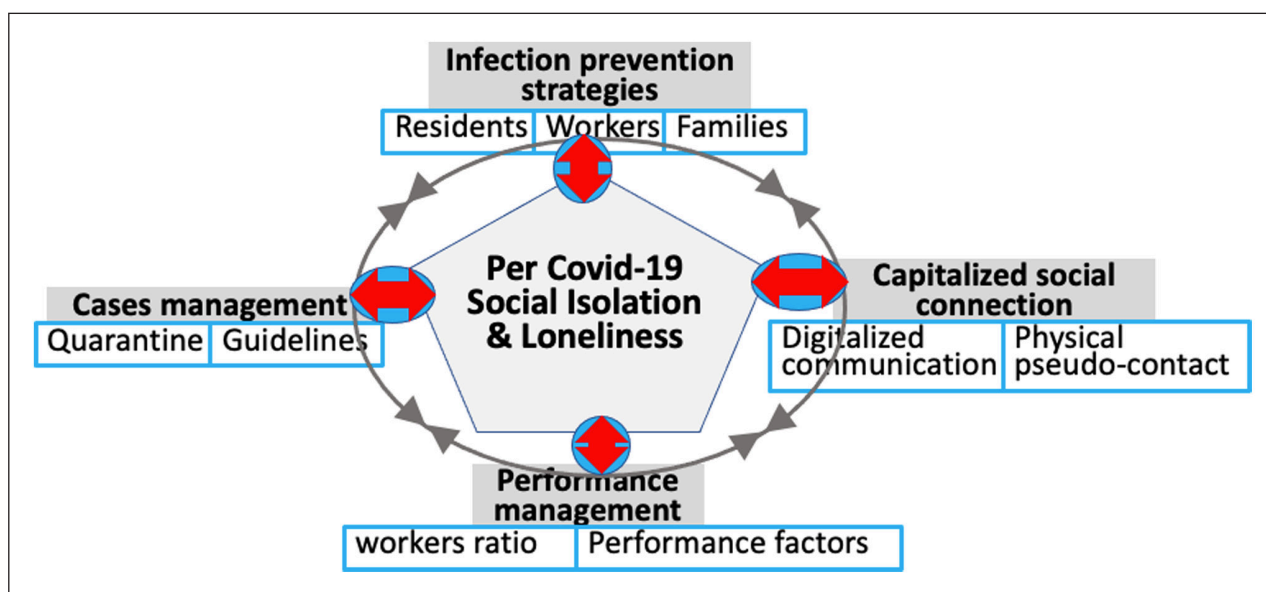 Infection prevention
strategies
Residents Workers Families
Per Covid-19
Social Isolation
& Loneliness
Cases management
Quarantine Guidelines
Capitalized social
connection
Digitalized Physical
communication pseudo-contact
Performance
management
workers ratio Performance factors